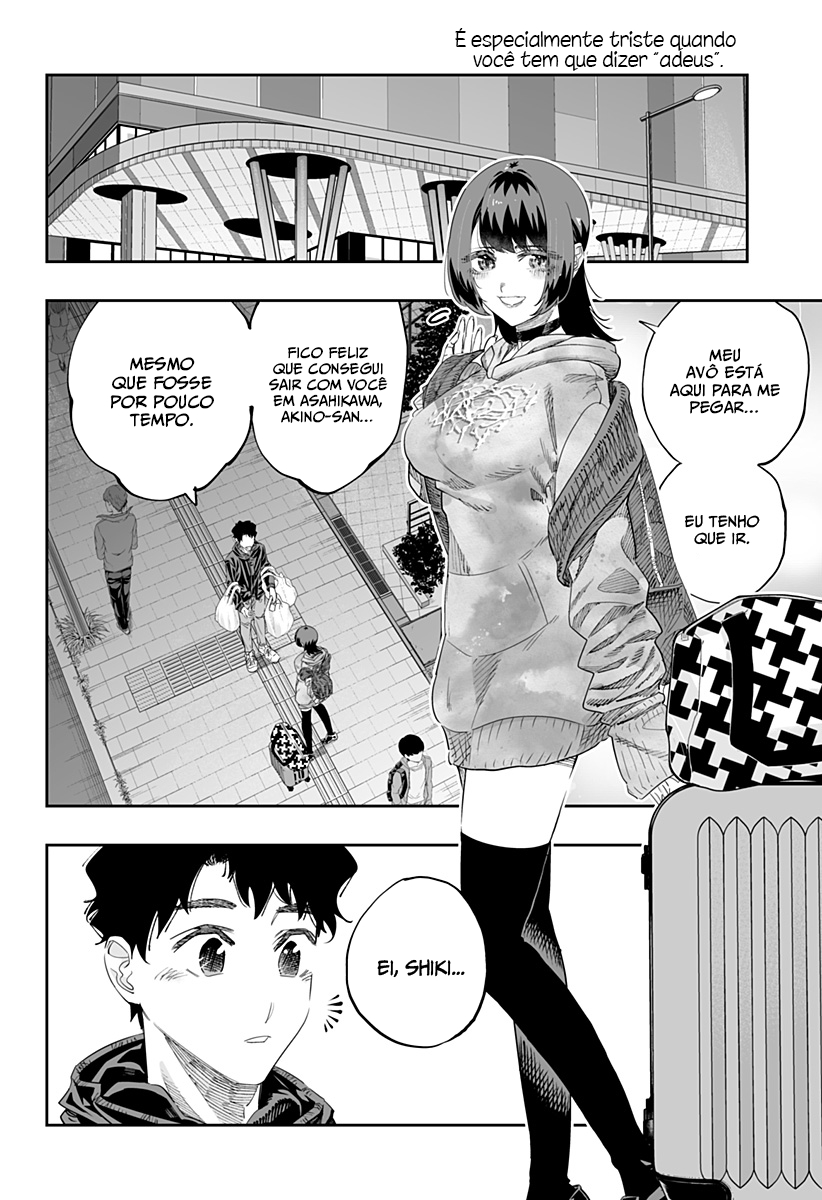 É especialmente triste quando
você tem que dizer "adeus".
MEU
AVÔ ESTÁ
AQUI PARA ME
PEGAR...
EU TENHO
QUE IR.
FICO FELIZ
QUE CONSEGUI
SAIR COM VOCÊ
EM ASAHIKAWA,
AKINO-SAN...
MESMO
QUE FOSSE
POR POUCO
TEMPO.
EI, SHIKI...